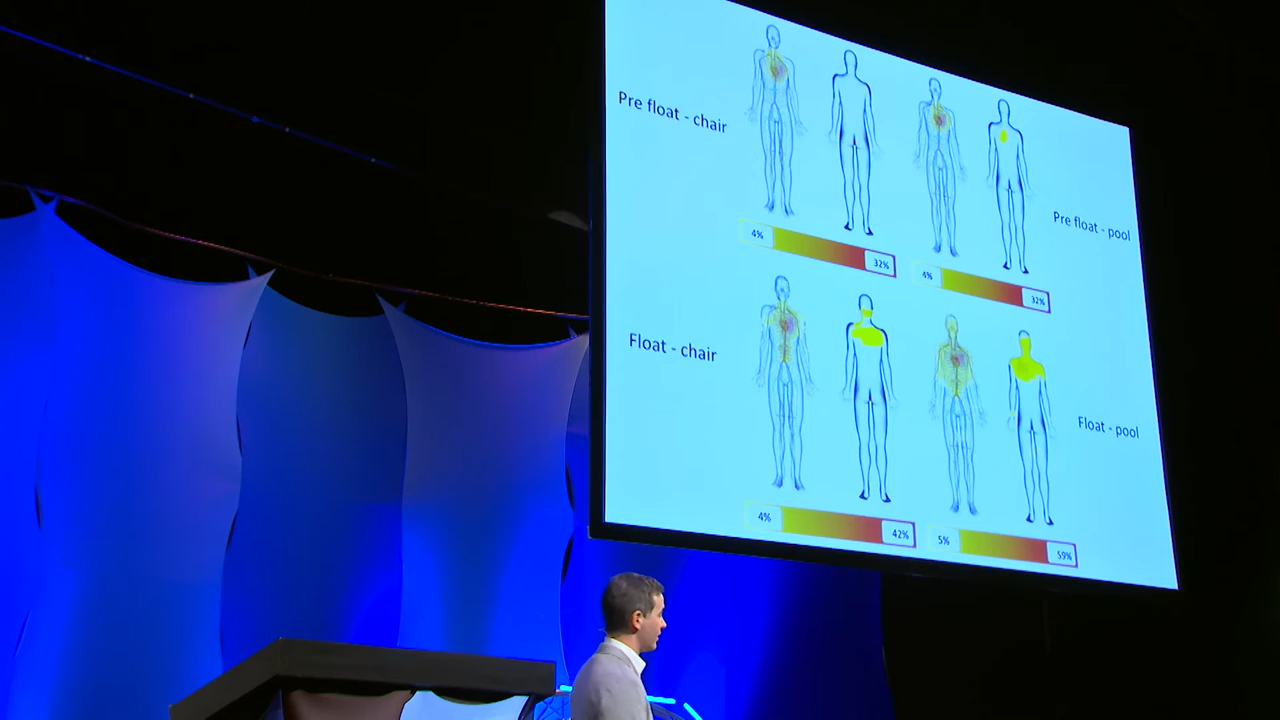 Pre float - chair
Pre float - pool
4%
32%
4%
32%
Float - chair
Float - pool
4%
42%
5%
59%